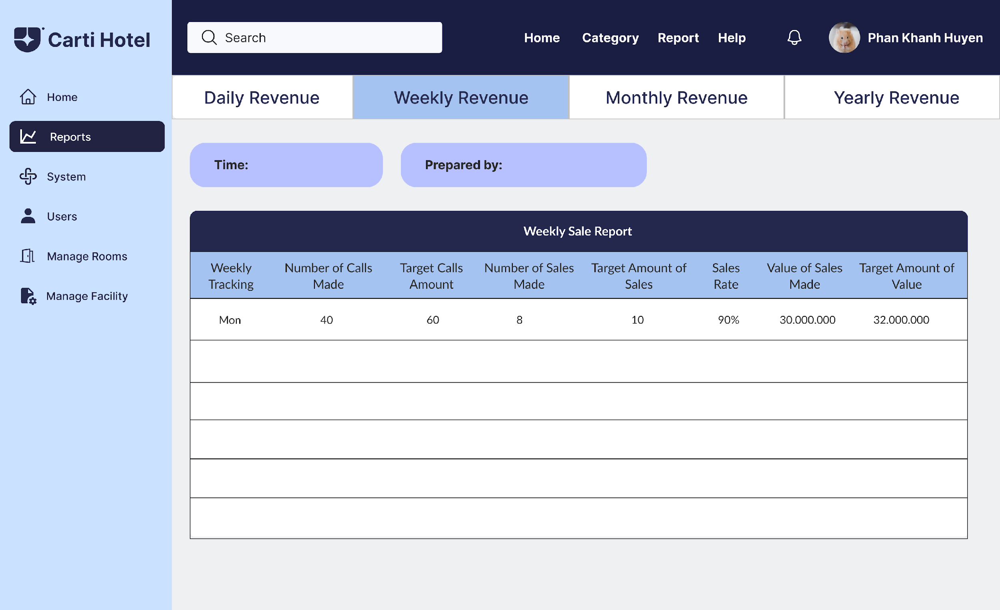 Carti Hotel
Search
Home
Category
Report
Help
Phan Khanh Huyen
Home
Reports
System
Users
Manage Rooms
Manage Facility
Daily Revenue
Weekly Revenue
Monthly Revenue
Yearly Revenue
Time:
Prepared by:
Weekly Sale Report
Weekly
Tracking
Number of Calls
Made
Target Calls
Amount
Number of Sales
Made
Target Amount of
Sales
Sales
Rate
Value of Sales
Made
Target Amount of
Value
Mon
40
60
8
10
90%
30.000.000
32.000.000